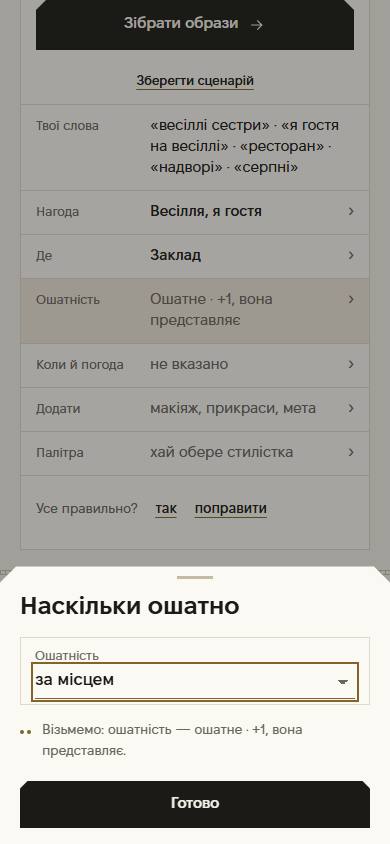 Зібрати образи →
Зберегти сценарій
Твої слова «весіллі сестри» · «я гостя
на весіллі» · «ресторан» ·
«надворі» · «серпні»
Нагода Весілля, я гостя ›
Де Заклад ›
Ошатність Ошатне · +1, вона ›
представляє
Коли й погода не вказано ›
Додати макіяж, прикраси, мета ›
Палітра хай обере стилістка ›
Усе правильно? так поправити
Наскільки ошатно
Ошатність
за місцем
Візьмемо: ошатність — ошатне · +1, вона
представляє.
Готово